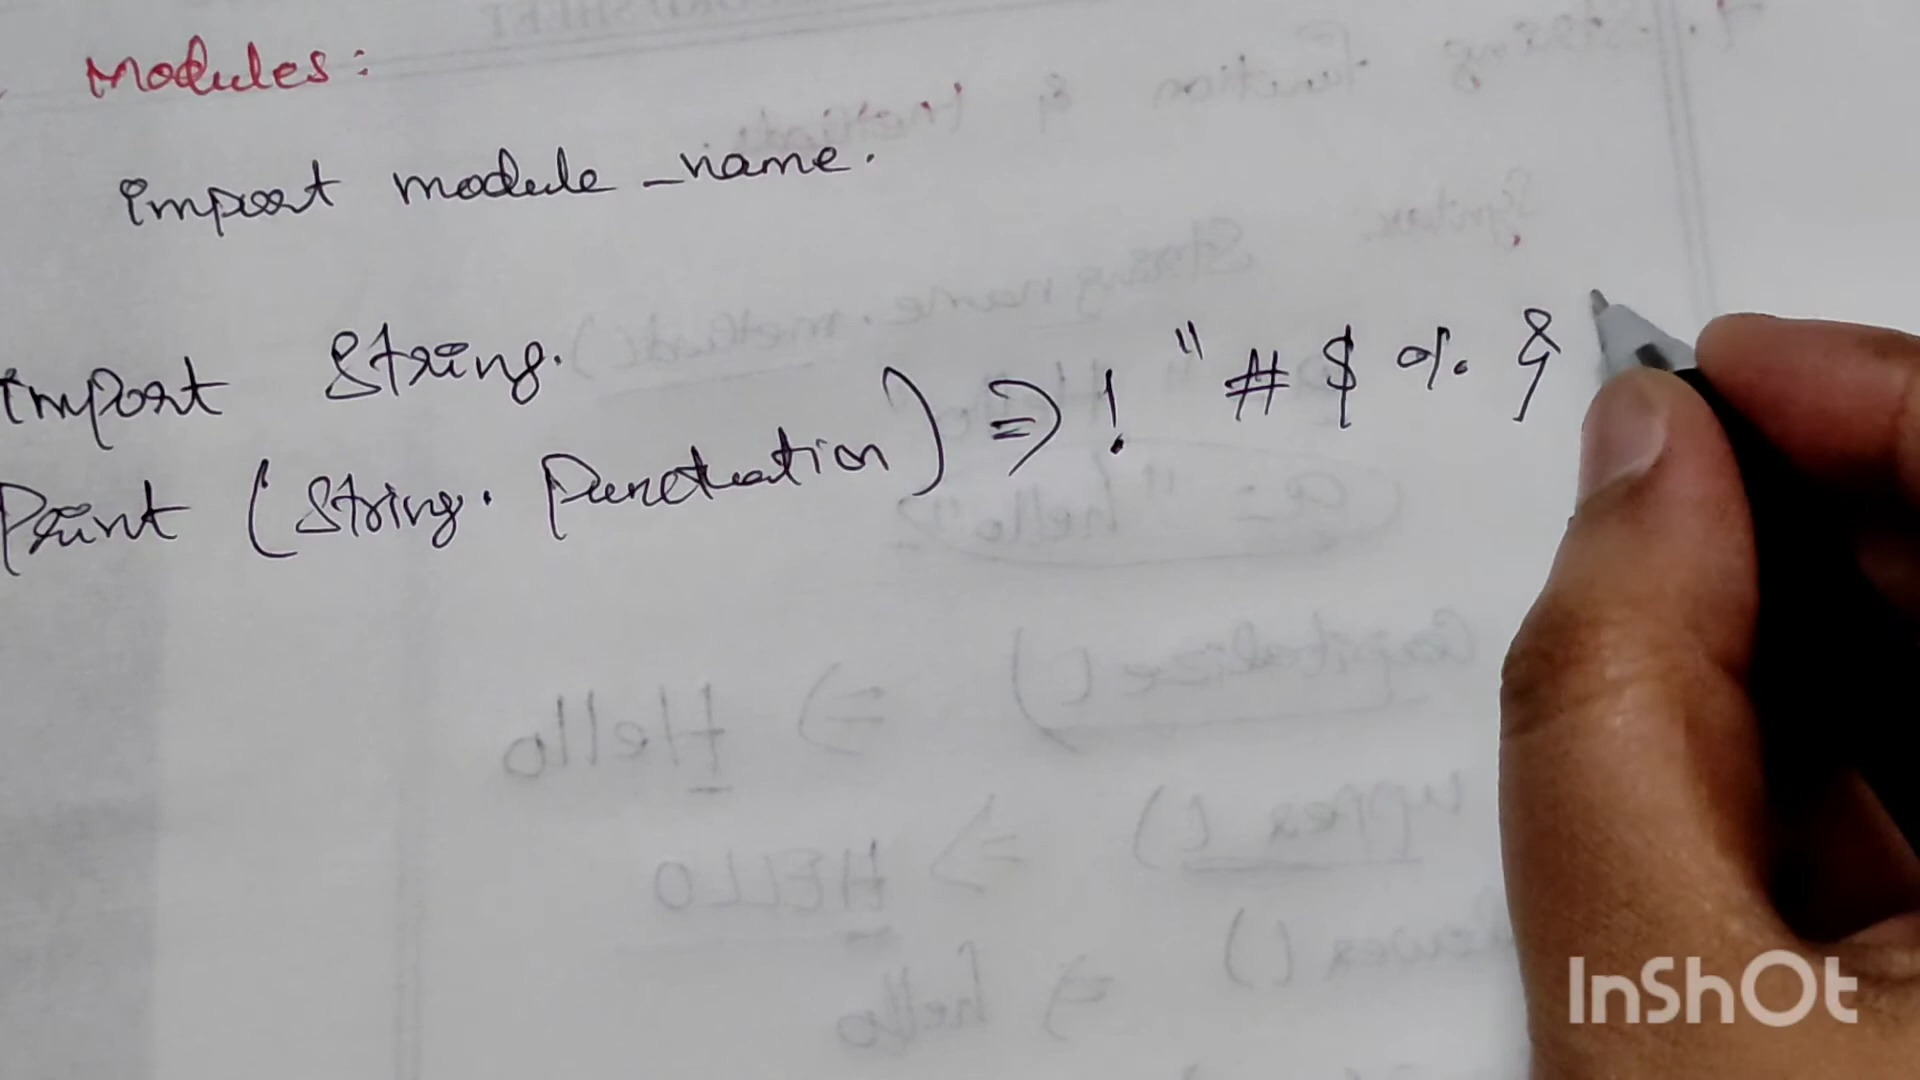 Modules:
import module_name.
import String.
Print (String. Punctuation) => ! " # $ % &
InShOt